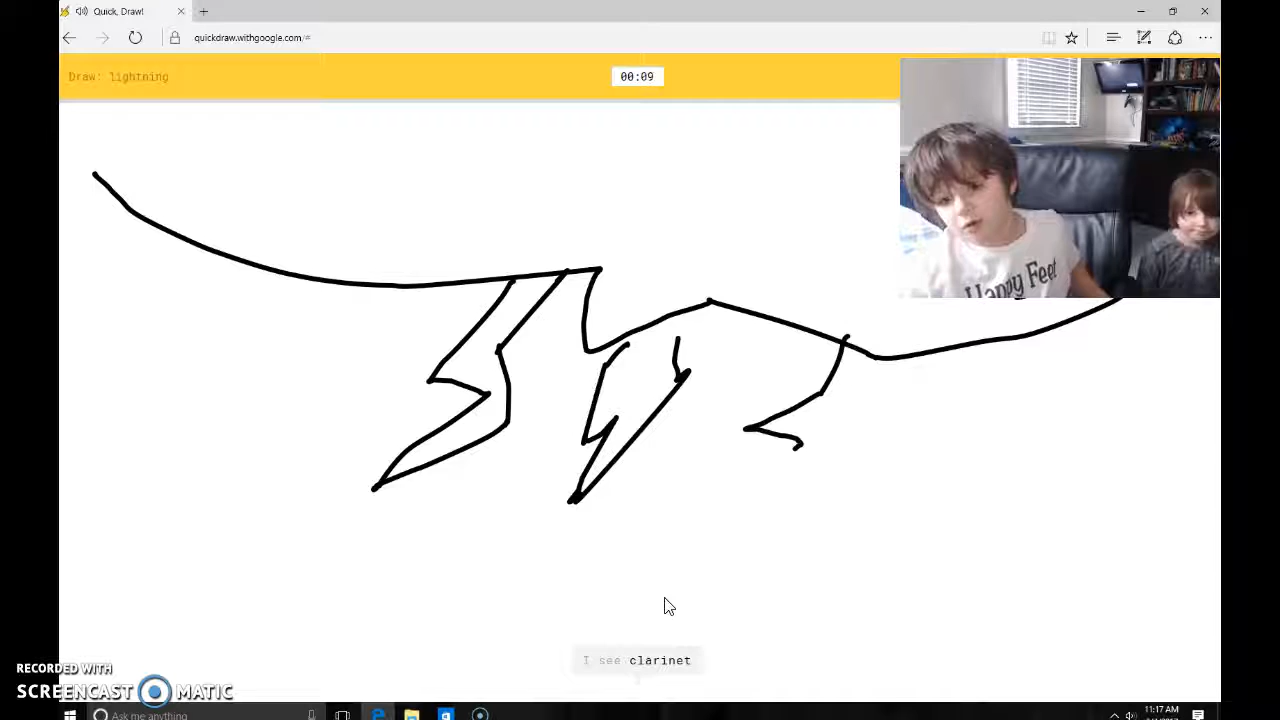 Quick, Draw!
quickdraw.withgoogle.com/#
Draw: lightning
00:09
Happy Feet
I see clarinet
RECORDED WITH
SCREENCAST MATIC
Ask me anything
11:17 AM